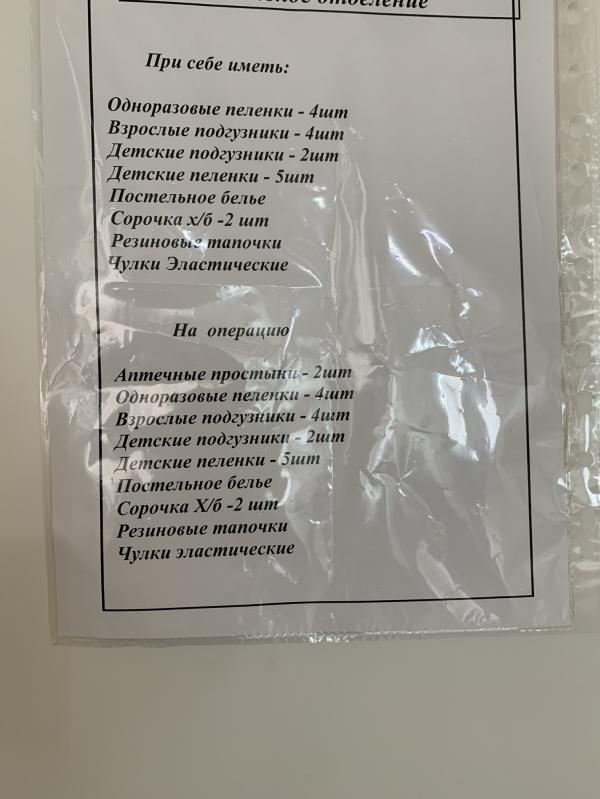 отделение
При себе иметь:
Одноразовые пеленки - 4шт
Взрослые подгузники - 4шт
Детские подгузники - 2шт
Детские пеленки - 5шт
Постельное белье
Сорочка х/б -2 шт
Резиновые тапочки
Чулки Эластические
На операцию
Аптечные простыни - 2шт
Одноразовые пеленки - 4шт
Взрослые подгузники - 4шт
Детские подгузники - 2шт
Детские пеленки - 5шт
Постельное белье
Сорочка Х/б -2 шт
Резиновые тапочки
Чулки эластические